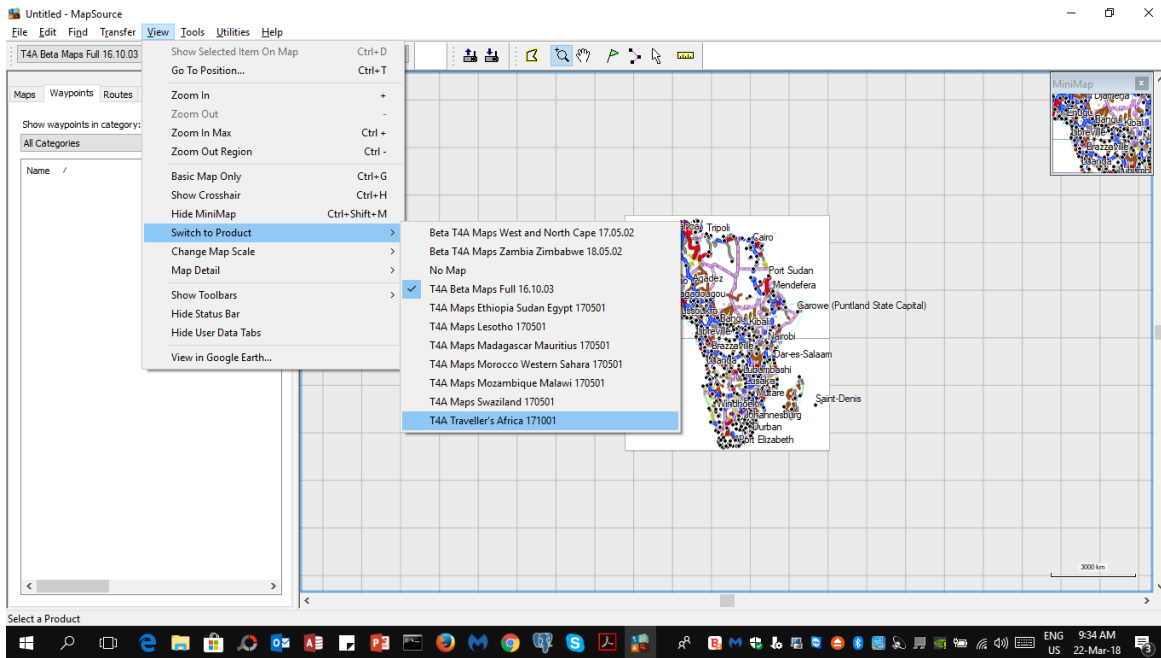 Untitled - MapSource
File Edit Find Transfer View Tools Utilities Help
T4A Beta Maps Full 16.10.03
Maps Waypoints Routes
Show waypoints in category:
All Categories
Name /
Show Selected Item On Map Ctrl+D
Go To Position... Ctrl+T
Zoom In +
Zoom Out -
Zoom In Max Ctrl +
Zoom Out Region Ctrl -
Basic Map Only Ctrl+G
Show Crosshair Ctrl+H
Hide MiniMap Ctrl+Shift+M
Switch to Product >
Change Map Scale >
Map Detail >
Show Toolbars >
Hide Status Bar
Hide User Data Tabs
View in Google Earth...
Beta T4A Maps West and North Cape 17.05.02
Beta T4A Maps Zambia Zimbabwe 18.05.02
No Map
T4A Beta Maps Full 16.10.03
T4A Maps Ethiopia Sudan Egypt 170501
T4A Maps Lesotho 170501
T4A Maps Madagascar Mauritius 170501
T4A Maps Morocco Western Sahara 170501
T4A Maps Mozambique Malawi 170501
T4A Maps Swaziland 170501
T4A Traveller's Africa 171001
MiniMap
Brazzaville
Tripoli
Cairo
Port Sudan
Agadez
Mendefera
Garowe (Puntland State Capital)
Kibali
Nairobi
Brazzaville
Dar-es-Salaam
Lubumbashi
Lusaka
Mutare
Windhoek
Saint-Denis
Johannesburg
Durban
Port Elizabeth
3000 km
Select a Product
ENG
US
9:34 AM
22-Mar-18
3